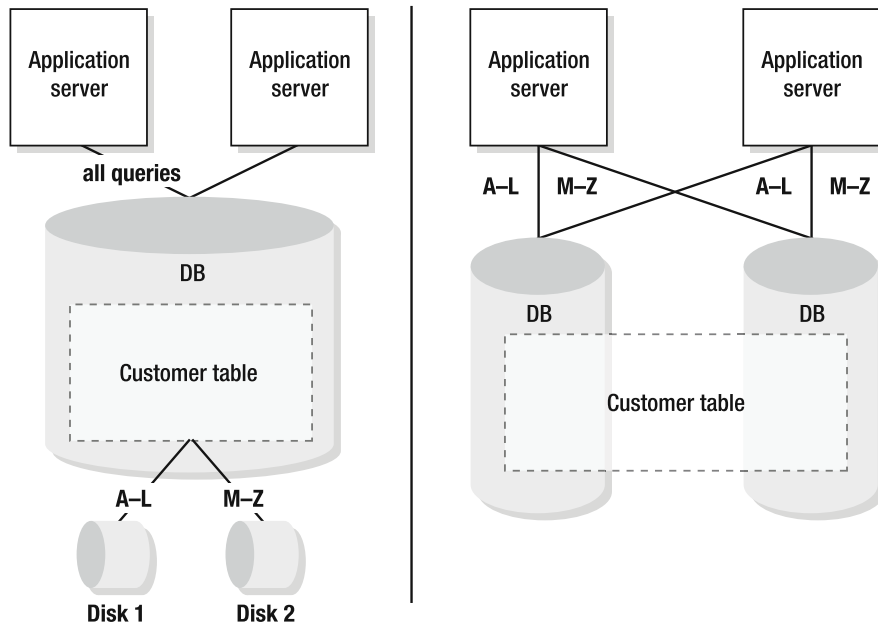 Application
server
Application
server
all queries
DB
Customer table
A–L
M–Z
Disk 1
Disk 2
Application
server
Application
server
A–L
M–Z
A–L
M–Z
DB
DB
Customer table